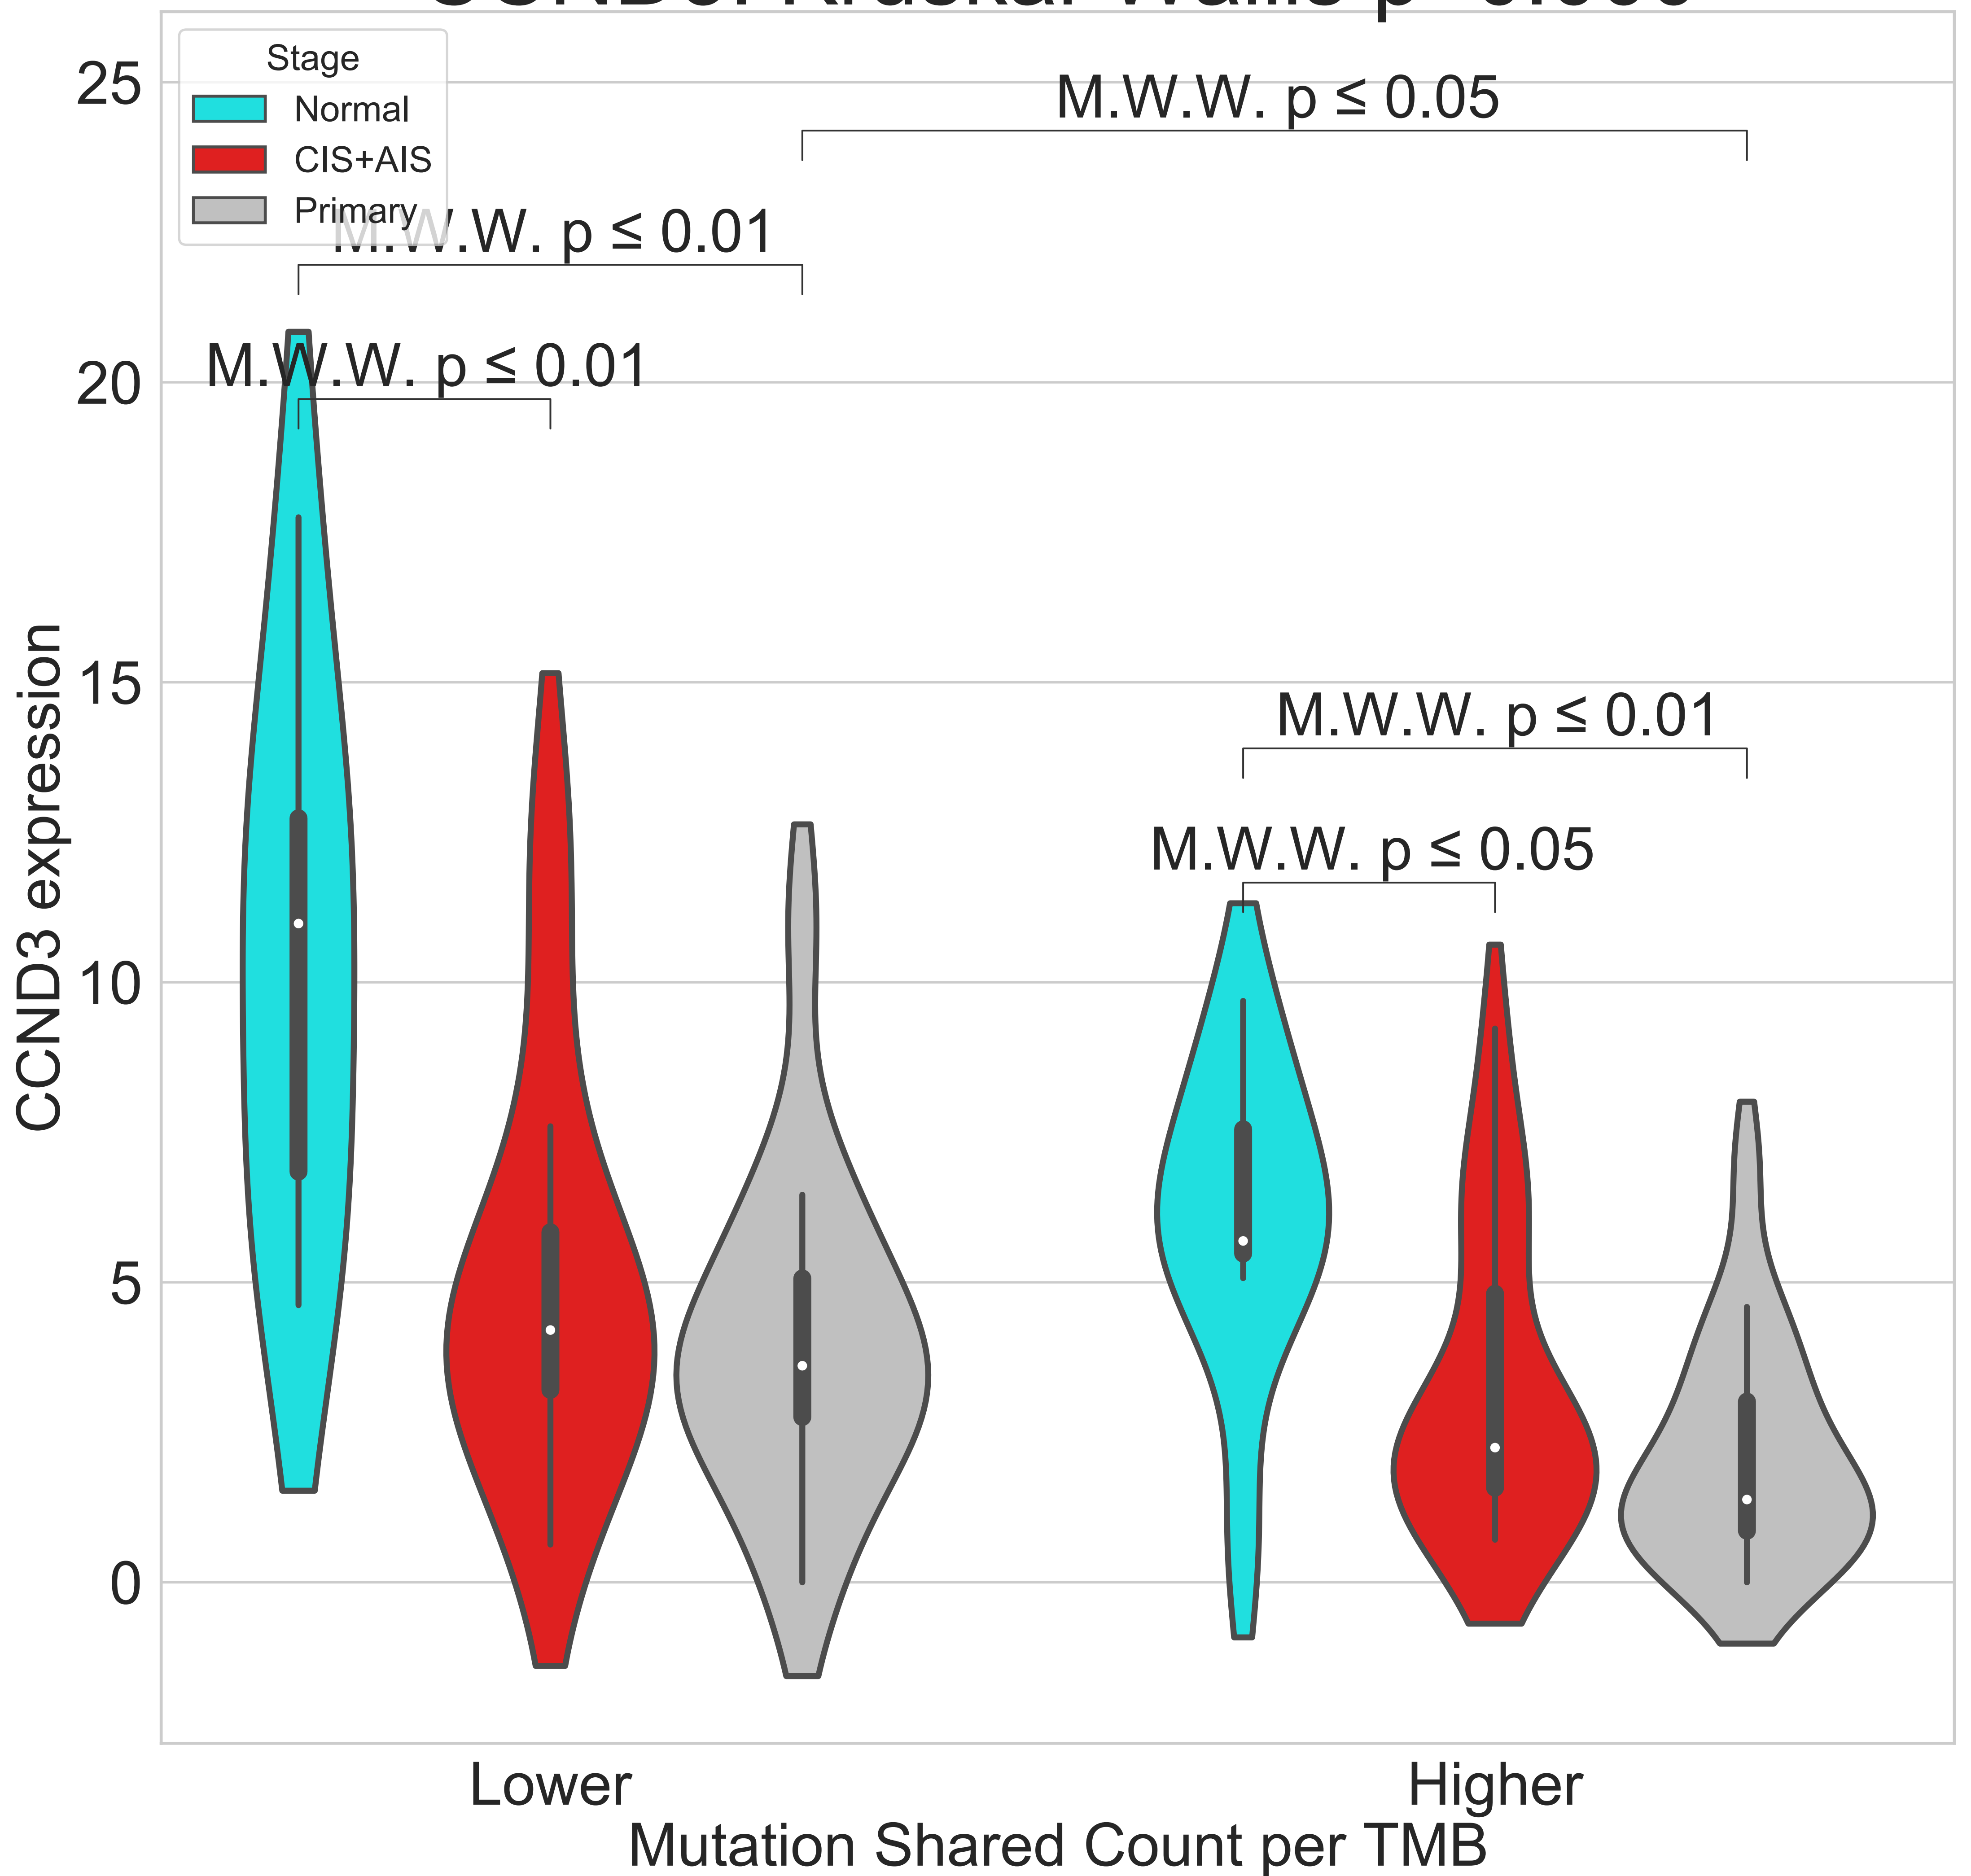 Stage
Normal
CIS+AIS
Primary
25
20
15
10
5
0
CCND3 expression
M.W.W. p ≤ 0.05
M.W.W. p ≤ 0.01
M.W.W. p ≤ 0.01
M.W.W. p ≤ 0.01
M.W.W. p ≤ 0.05
Lower
Higher
Mutation Shared Count per TMB